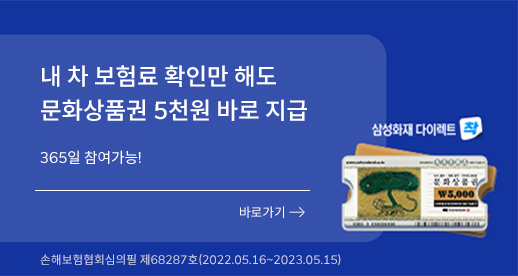 내 차 보험료 확인만 해도
문화상품권 5천원 바로 지급
365일 참여가능!
삼성화재 다이렉트 착
문화상품권
₩5,000
바로가기 →
손해보험협회심의필 제68287호(2022.05.16~2023.05.15)